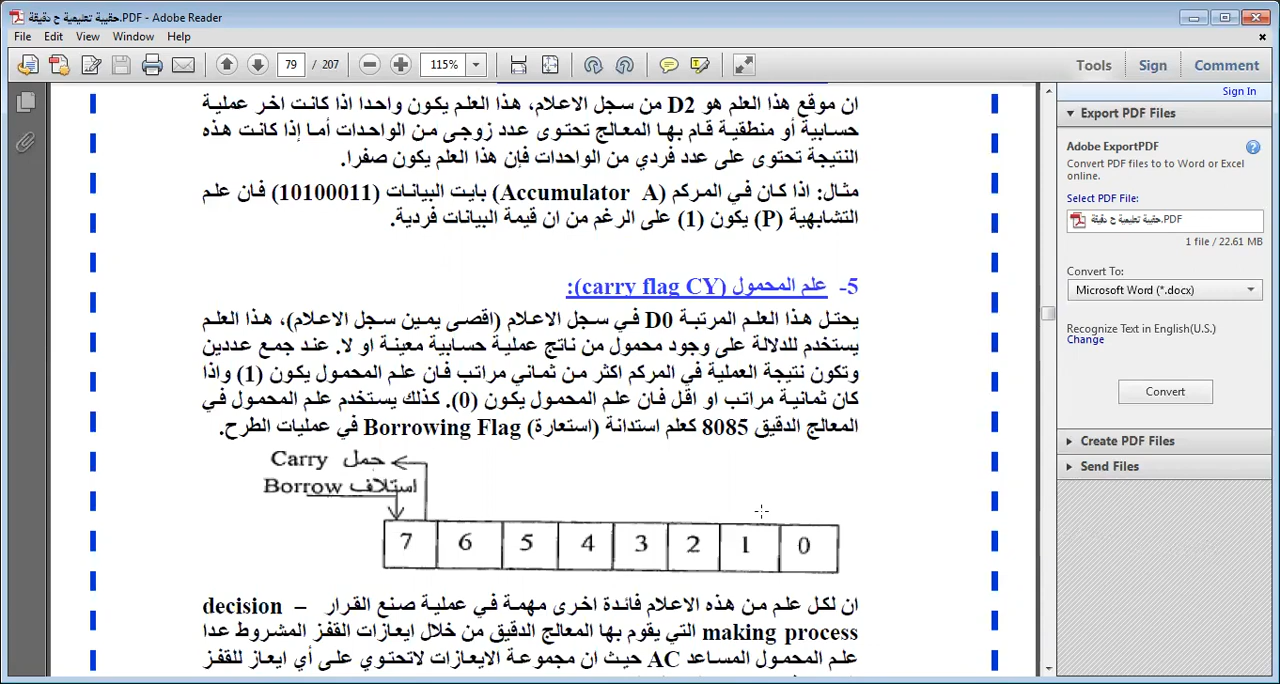 حقيبة تعليمية ح دقيقة.PDF - Adobe Reader
File Edit View Window Help
79 / 207 115% Tools Sign Comment
ان موقع هذا العلم هو D2 من سجل الاعلام، هذا العلم يكون واحدا اذا كانت اخر عملية
حسابية أو منطقية قام بها المعالج تحتوى عدد زوجي من الواحدات أما إذا كانت هذه
النتيجة تحتوى على عدد فردي من الواحدات فإن هذا العلم يكون صفرا.
مثال: اذا كان في المركم (Accumulator A) بايت البيانات (10100011) فان علم
التشابهية (P) يكون (1) على الرغم من ان قيمة البيانات فردية.
5- علم المحمول (carry flag CY):
يحتل هذا العلم المرتبة D0 في سجل الاعلام (اقصى يمين سجل الاعلام)، هذا العلم
يستخدم للدلالة على وجود محمول من ناتج عملية حسابية معينة او لا. عند جمع عددين
وتكون نتيجة العملية في المركم اكثر من ثماني مراتب فان علم المحمول يكون (1) واذا
كان ثمانية مراتب او اقل فان علم المحمول يكون (0). كذلك يستخدم علم المحمول في
المعالج الدقيق 8085 كعلم استدانة (استعارة) Borrowing Flag في عمليات الطرح.
Carry حمل
Borrow استلاف
7 6 5 4 3 2 1 0
ان لكل علم من هذه الاعلام فائدة اخرى مهمة في عملية صنع القرار – decision
making process التي يقوم بها المعالج الدقيق من خلال ايعازات القفز المشروط عدا
علم المحمول المساعد AC حيث ان مجموعة الايعازات لاتحتوي على أي ايعاز للقفز
Sign In
Export PDF Files
Adobe ExportPDF
Convert PDF files to to Word or Excel
online.
Select PDF File:
حقيبة تعليمية ح دقيقة.PDF
1 file / 22.61 MB
Convert To:
Microsoft Word (*.docx)
Recognize Text in English(U.S.)
Change
Convert
Create PDF Files
Send Files